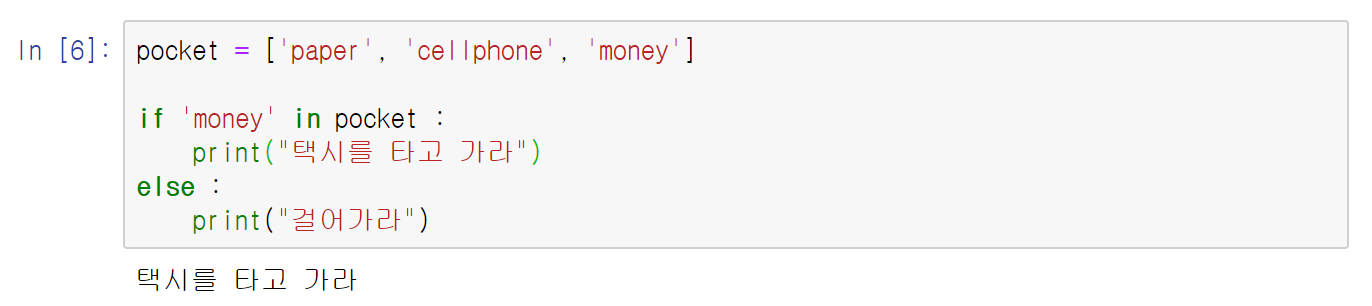 In [6]: pocket = ['paper', 'cellphone', 'money']
if 'money' in pocket :
    print("택시를 타고 가라")
else :
    print("걸어가라")
택시를 타고 가라